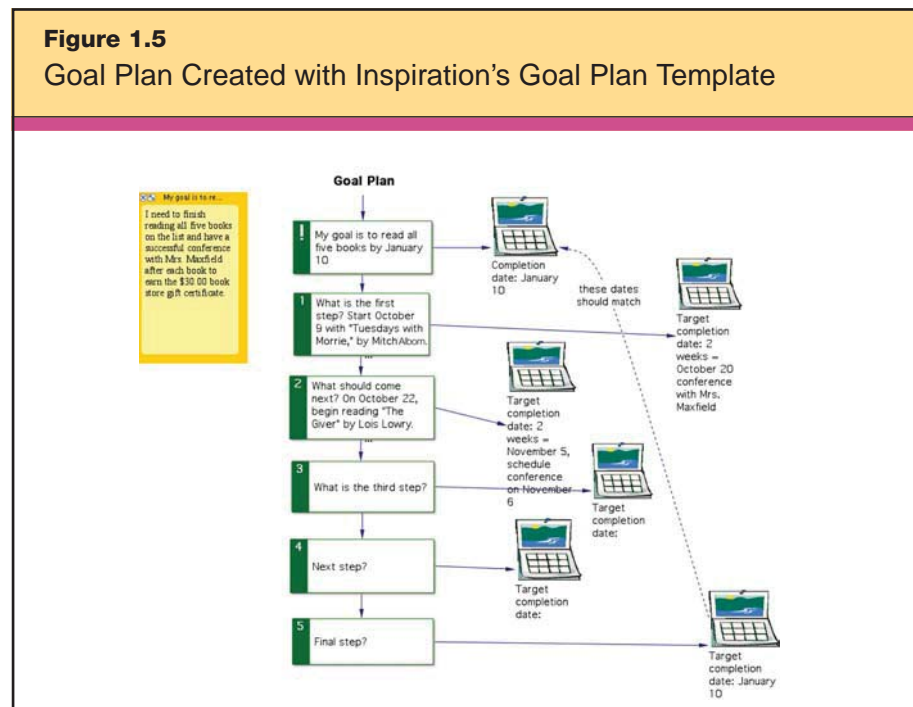 Figure 1.5
Goal Plan Created with Inspiration's Goal Plan Template
Goal Plan
My goal is to re...
I need to finish
reading all five books
on the list and have a
successful conference
with Mrs. Maxfield
after each book to
earn the $30.00 book
store gift certificate.
!
My goal is to read all
five books by January
10
Completion
date: January
10
these dates
should match
1
What is the first
step? Start October
9 with "Tuesdays with
Morrie," by Mitch Albom.
...
Target
completion
date: 2
weeks =
October 20
conference
with Mrs.
Maxfield
2
What should come
next? On October 22,
begin reading "The
Giver" by Lois Lowry.
...
Target
completion
date: 2
weeks =
November 5,
schedule
conference
on November
6
3
What is the third step?
Target
completion
date:
4
Next step?
Target
completion
date:
5
Final step?
Target
completion
date: January
10